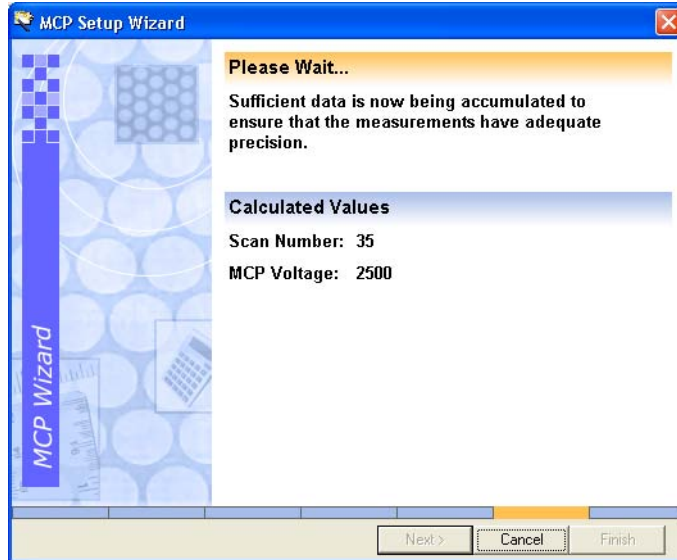 MCP Setup Wizard
Please Wait...
Sufficient data is now being accumulated to
ensure that the measurements have adequate
precision.
Calculated Values
Scan Number: 35
MCP Voltage: 2500
MCP Wizard
Next >
Cancel
Finish